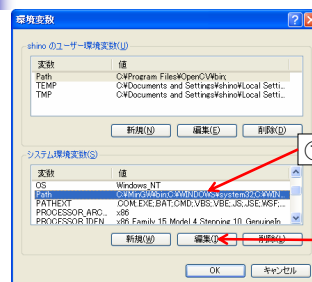 環境変数
shino のユーザー環境変数(U)
変数 値
Path C:¥Program Files¥OpenCV¥bin;
TEMP C:¥Documents and Settings¥shino¥Local Setti...
TMP C:¥Documents and Settings¥shino¥Local Setti...
新規(N) 編集(E) 削除(D)
システム環境変数(S)
変数 値
OS Windows_NT
Path C:¥MinGW¥bin;C:¥WINDOWS¥system32;C:¥WIN...
PATHEXT .COM;.EXE;.BAT;.CMD;.VBS;.VBE;.JS;.JSE;.WSF;...
PROCESSOR_ARC... x86
PROCESSOR_IDEN... x86 Family 15 Model 4 Stepping 10, GenuineIn...
新規(W) 編集(I) 削除(L)
OK キャンセル